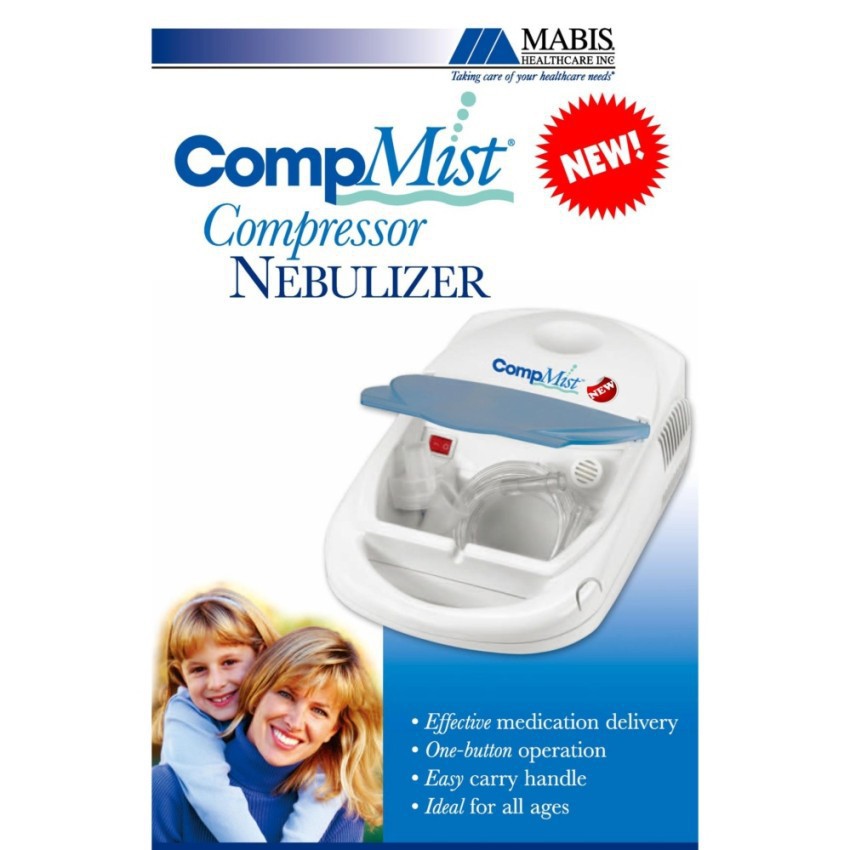 MABIS®
HEALTHCARE INC
Taking care of your healthcare needs®
CompMist®
NEW!
Compressor
NEBULIZER
CompMist
NEW
• Effective medication delivery
• One-button operation
• Easy carry handle
• Ideal for all ages